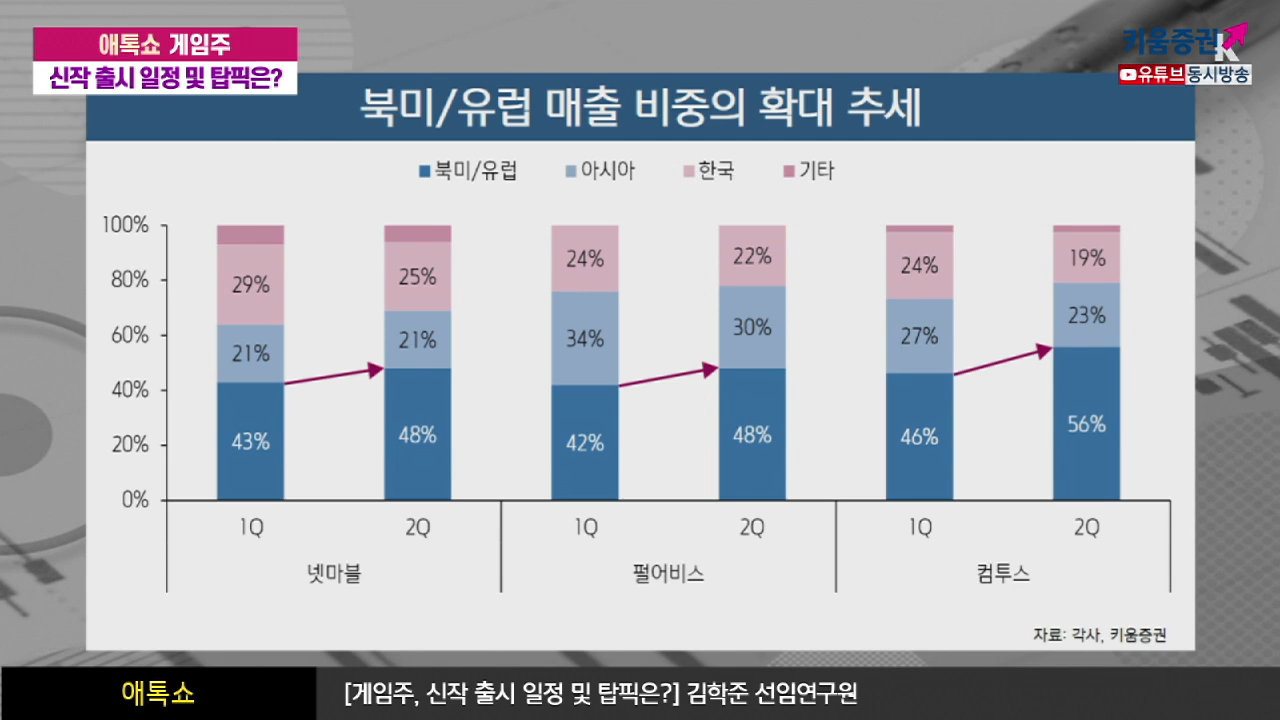 애톡쇼 게임주
신작 출시 일정 및 탑픽은?
키움증권
유튜브 동시방송
북미/유럽 매출 비중의 확대 추세
북미/유럽 아시아 한국 기타
100%
80%
60%
40%
20%
0%
29% 25% 24% 22% 24% 19%
21% 21% 34% 30% 27% 23%
43% 48% 42% 48% 46% 56%
1Q 2Q 1Q 2Q 1Q 2Q
넷마블 펄어비스 컴투스
자료: 각사, 키움증권
애톡쇼
[게임주, 신작 출시 일정 및 탑픽은?] 김학준 선임연구원